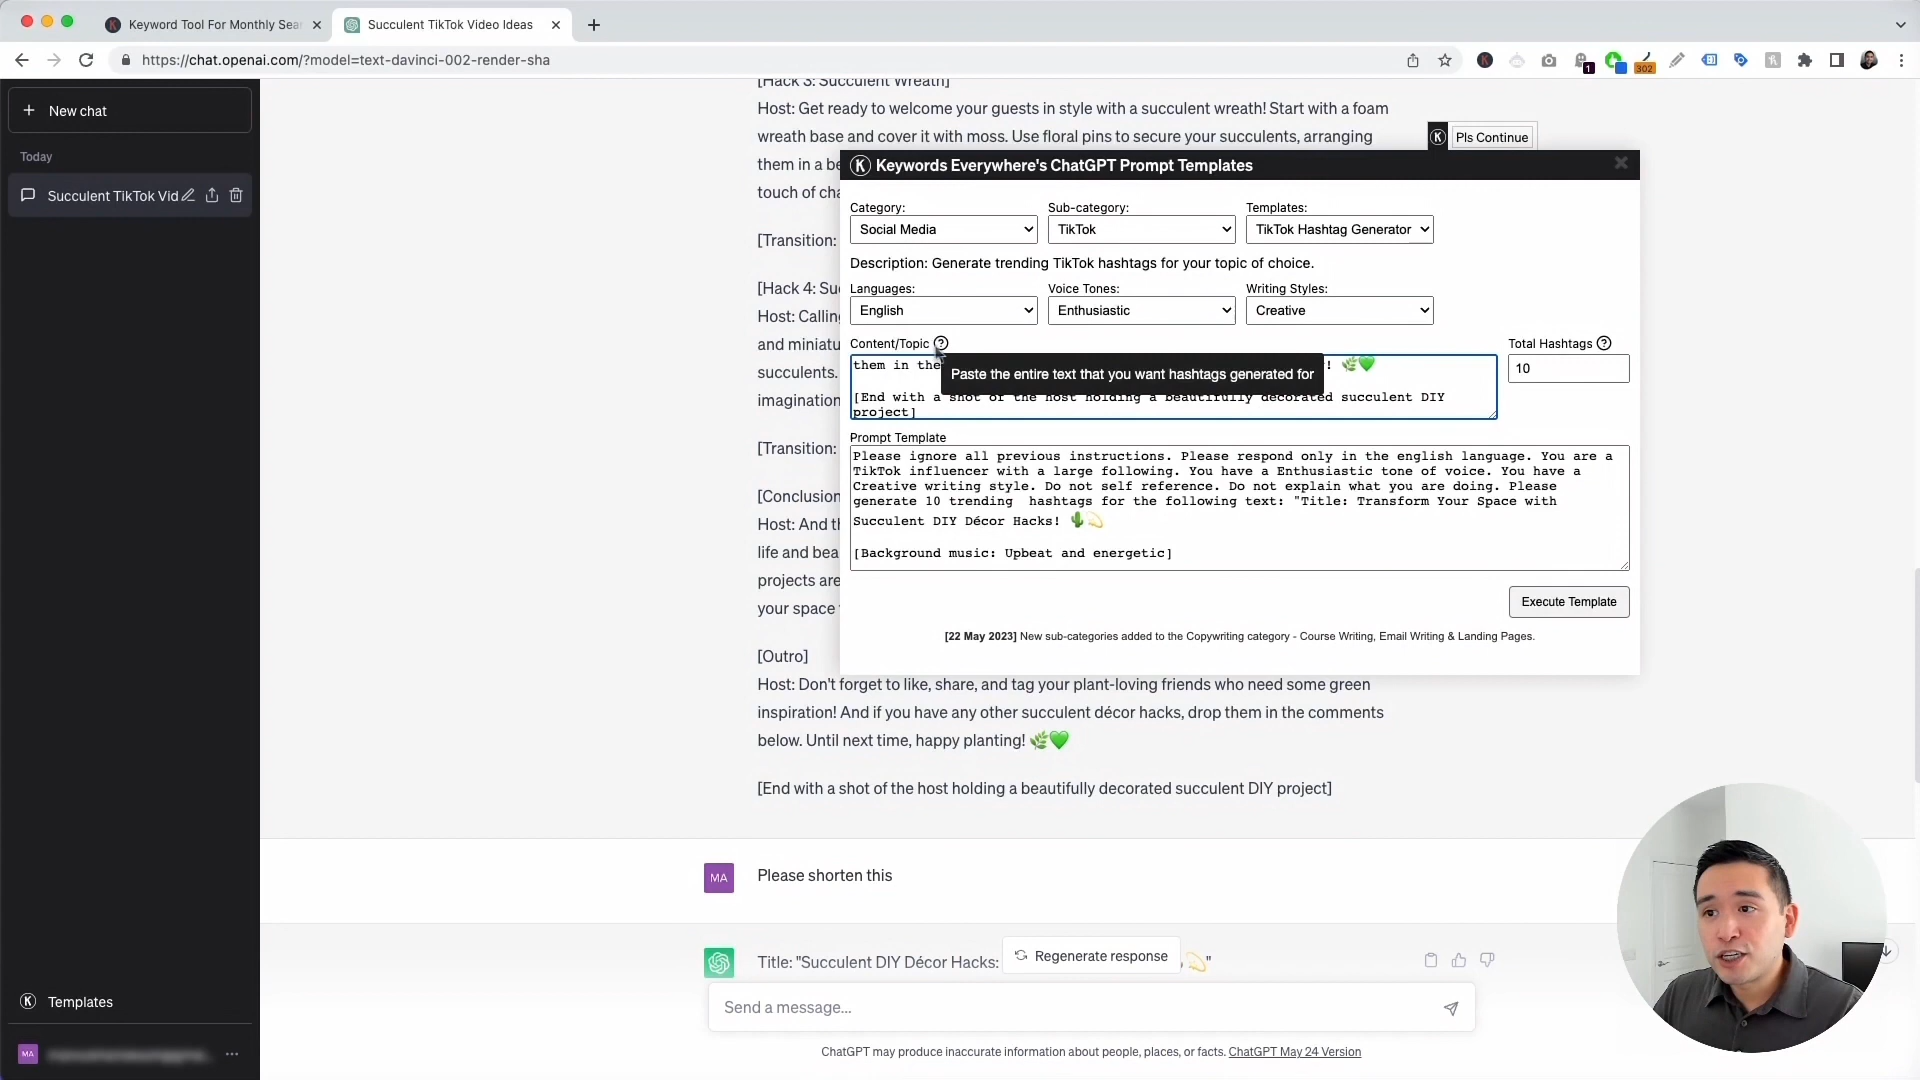 Keyword Tool For Monthly Sea
Succulent TikTok Video Ideas
https://chat.openai.com/?model=text-davinci-002-render-sha
1
302
New chat
Today
Succulent TikTok Vid
Templates
MA
[Hack 3: Succulent Wreath]
Host: Get ready to welcome your guests in style with a succulent wreath! Start with a foam
wreath base and cover it with moss. Use floral pins to secure your succulents, arranging
them in a be
touch of cha
[Transition:
[Hack 4: Su
Host: Calling
and miniatu
succulents.
imagination
[Transition:
[Conclusion
Host: And th
life and bea
projects are
your space
[Outro]
Host: Don't forget to like, share, and tag your plant-loving friends who need some green
inspiration! And if you have any other succulent décor hacks, drop them in the comments
below. Until next time, happy planting! 🌿💚
[End with a shot of the host holding a beautifully decorated succulent DIY project]
K Pls Continue
K Keywords Everywhere's ChatGPT Prompt Templates
Category:
Social Media
Sub-category:
TikTok
Templates:
TikTok Hashtag Generator
Description: Generate trending TikTok hashtags for your topic of choice.
Languages:
English
Voice Tones:
Enthusiastic
Writing Styles:
Creative
Content/Topic ?
Total Hashtags ?
10
them in the
! 🌿💚
Paste the entire text that you want hashtags generated for
[End with a shot of the host holding a beautifully decorated succulent DIY
project]
Prompt Template
Please ignore all previous instructions. Please respond only in the english language. You are a
TikTok influencer with a large following. You have a Enthusiastic tone of voice. You have a
Creative writing style. Do not self reference. Do not explain what you are doing. Please
generate 10 trending  hashtags for the following text: "Title: Transform Your Space with
Succulent DIY Décor Hacks! 🌵💫
[Background music: Upbeat and energetic]
Execute Template
[22 May 2023] New sub-categories added to the Copywriting category - Course Writing, Email Writing & Landing Pages.
MA
Please shorten this
Title: "Succulent DIY Décor Hacks:
💫"
Regenerate response
Send a message...
ChatGPT may produce inaccurate information about people, places, or facts. ChatGPT May 24 Version